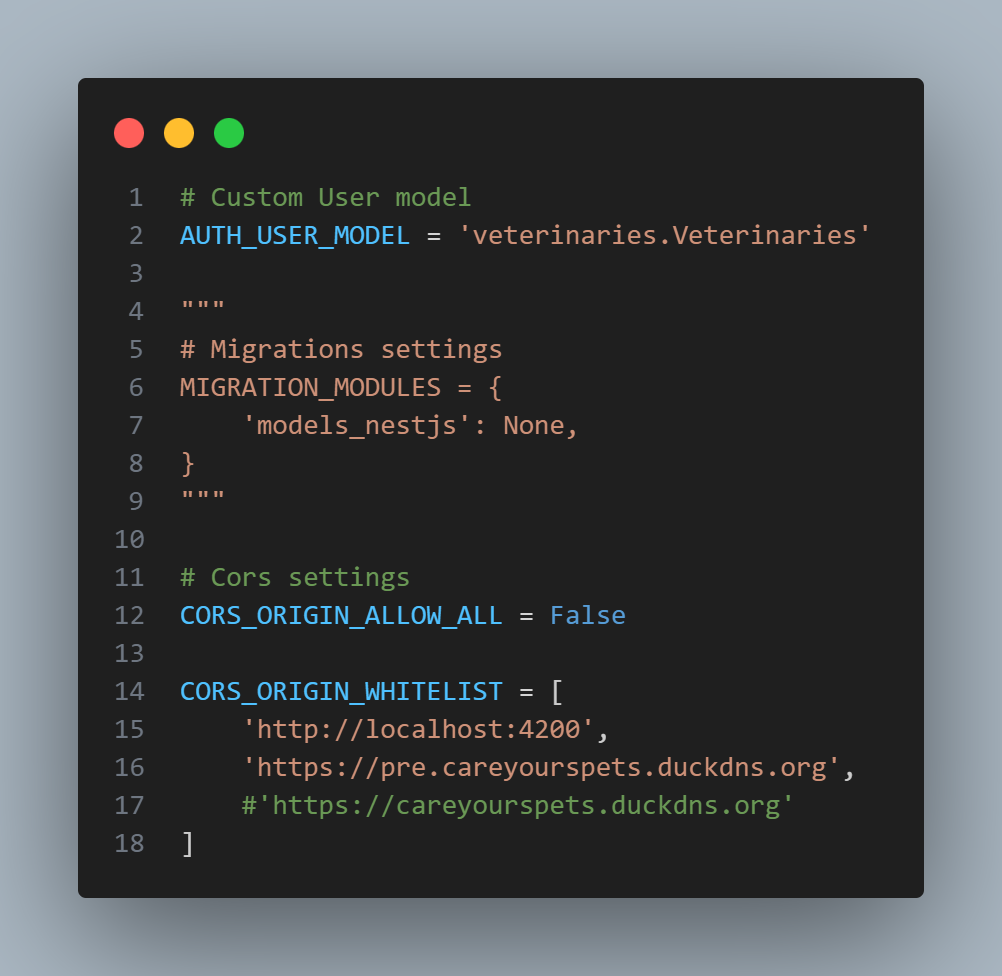 1 # Custom User model
2 AUTH_USER_MODEL = 'veterinaries.Veterinaries'
3
4 """
5 # Migrations settings
6 MIGRATION_MODULES = {
7     'models_nestjs': None,
8 }
9 """
10
11 # Cors settings
12 CORS_ORIGIN_ALLOW_ALL = False
13
14 CORS_ORIGIN_WHITELIST = [
15     'http://localhost:4200',
16     'https://pre.careyourspets.duckdns.org',
17     #'https://careyourspets.duckdns.org'
18 ]